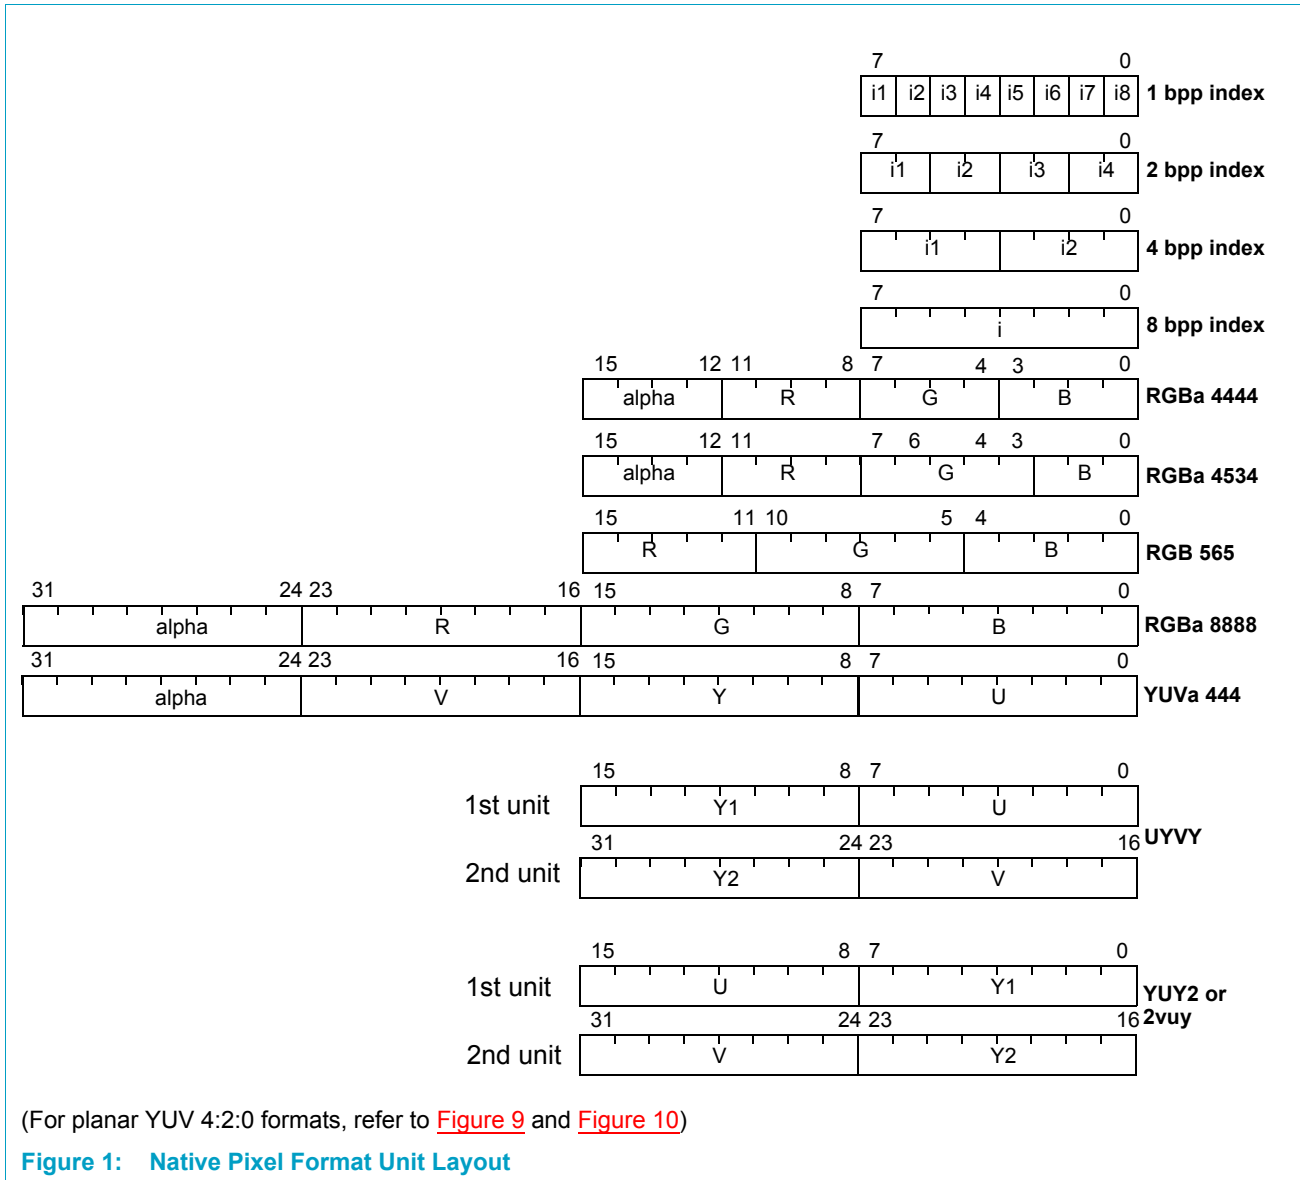 7 0
i1 i2 i3 i4 i5 i6 i7 i8 1 bpp index
7 0
i1 i2 i3 i4 2 bpp index
7 0
i1 i2 4 bpp index
7 0
i 8 bpp index
15 12 11 8 7 4 3 0
alpha R G B RGBa 4444
15 12 11 7 6 4 3 0
alpha R G B RGBa 4534
15 11 10 5 4 0
R G B RGB 565
31 24 23 16 15 8 7 0
alpha R G B RGBa 8888
31 24 23 16 15 8 7 0
alpha V Y U YUVa 444
15 8 7 0
1st unit Y1 U
UYVY
31 24 23 16
2nd unit Y2 V
15 8 7 0
1st unit U Y1 YUY2 or
31 24 23 16 2vuy
2nd unit V Y2
(For planar YUV 4:2:0 formats, refer to Figure 9 and Figure 10)
Figure 1: Native Pixel Format Unit Layout